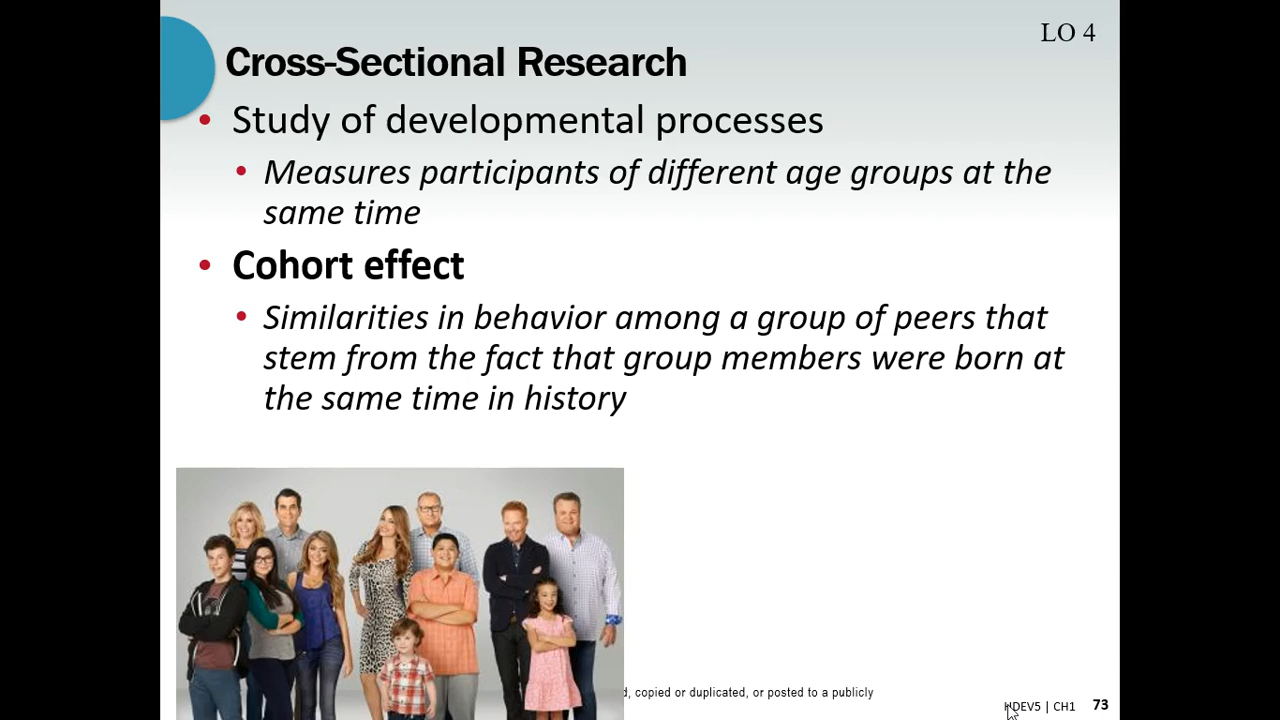 LO 4
Cross-Sectional Research
• Study of developmental processes
• Measures participants of different age groups at the
same time
• Cohort effect
• Similarities in behavior among a group of peers that
stem from the fact that group members were born at
the same time in history
d, copied or duplicated, or posted to a publicly
HDEV5 | CH1 73